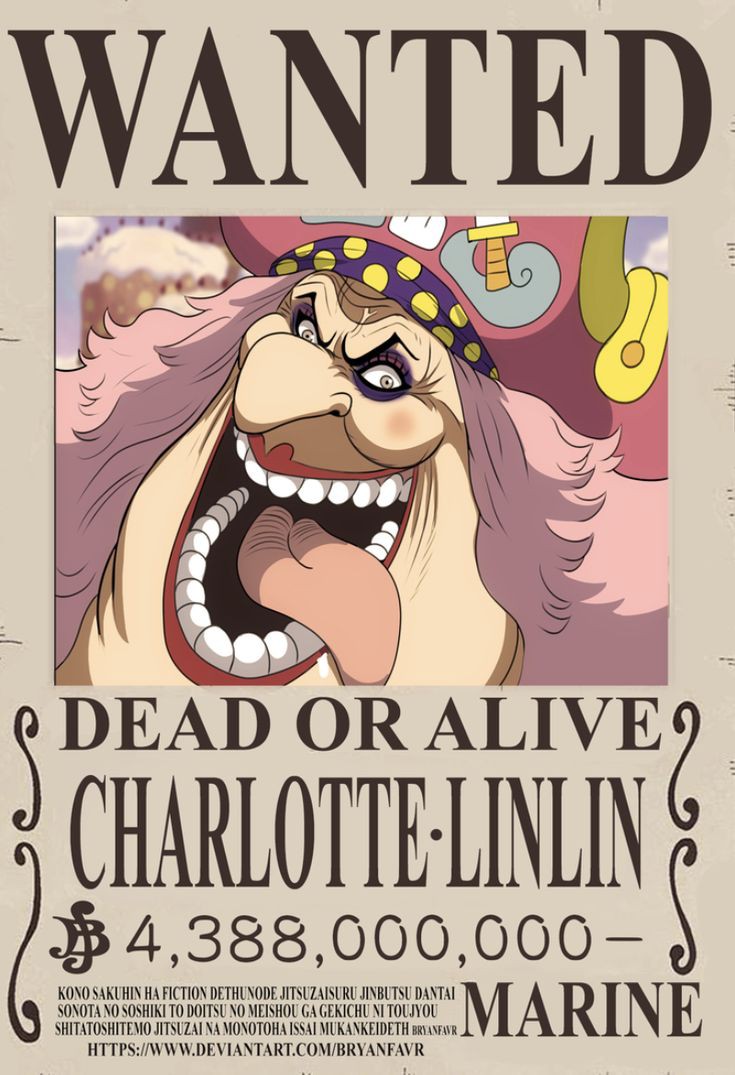 WANTED
DEAD OR ALIVE
CHARLOTTE·LINLIN
4,388,000,000-
KONO SAKUHIN HA FICTION DETHUNODE JITSUZAISURU JINBUTSU DANTAI
SONOTA NO SOSHIKI TO DOITSU NO MEISHOU GA GEKICHU NI TOUJYOU
SHITATOSHITEMO JITSUZAI NA MONOTOHA ISSAI MUKANKEIDETH BRYANFAVR
HTTPS://WWW.DEVIANTART.COM/BRYANFAVR
MARINE